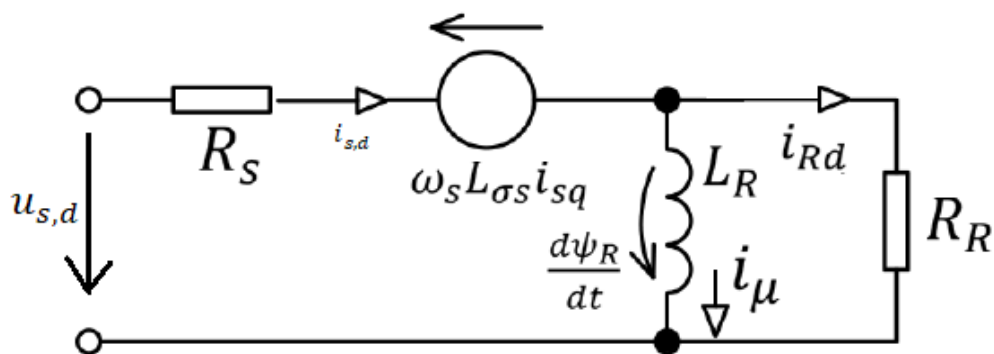 R_s
i_{s,d}
ω_s L_{σs} i_{sq}
u_{s,d}
L_R
i_{Rd}
dψ_R
dt
i_μ
R_R